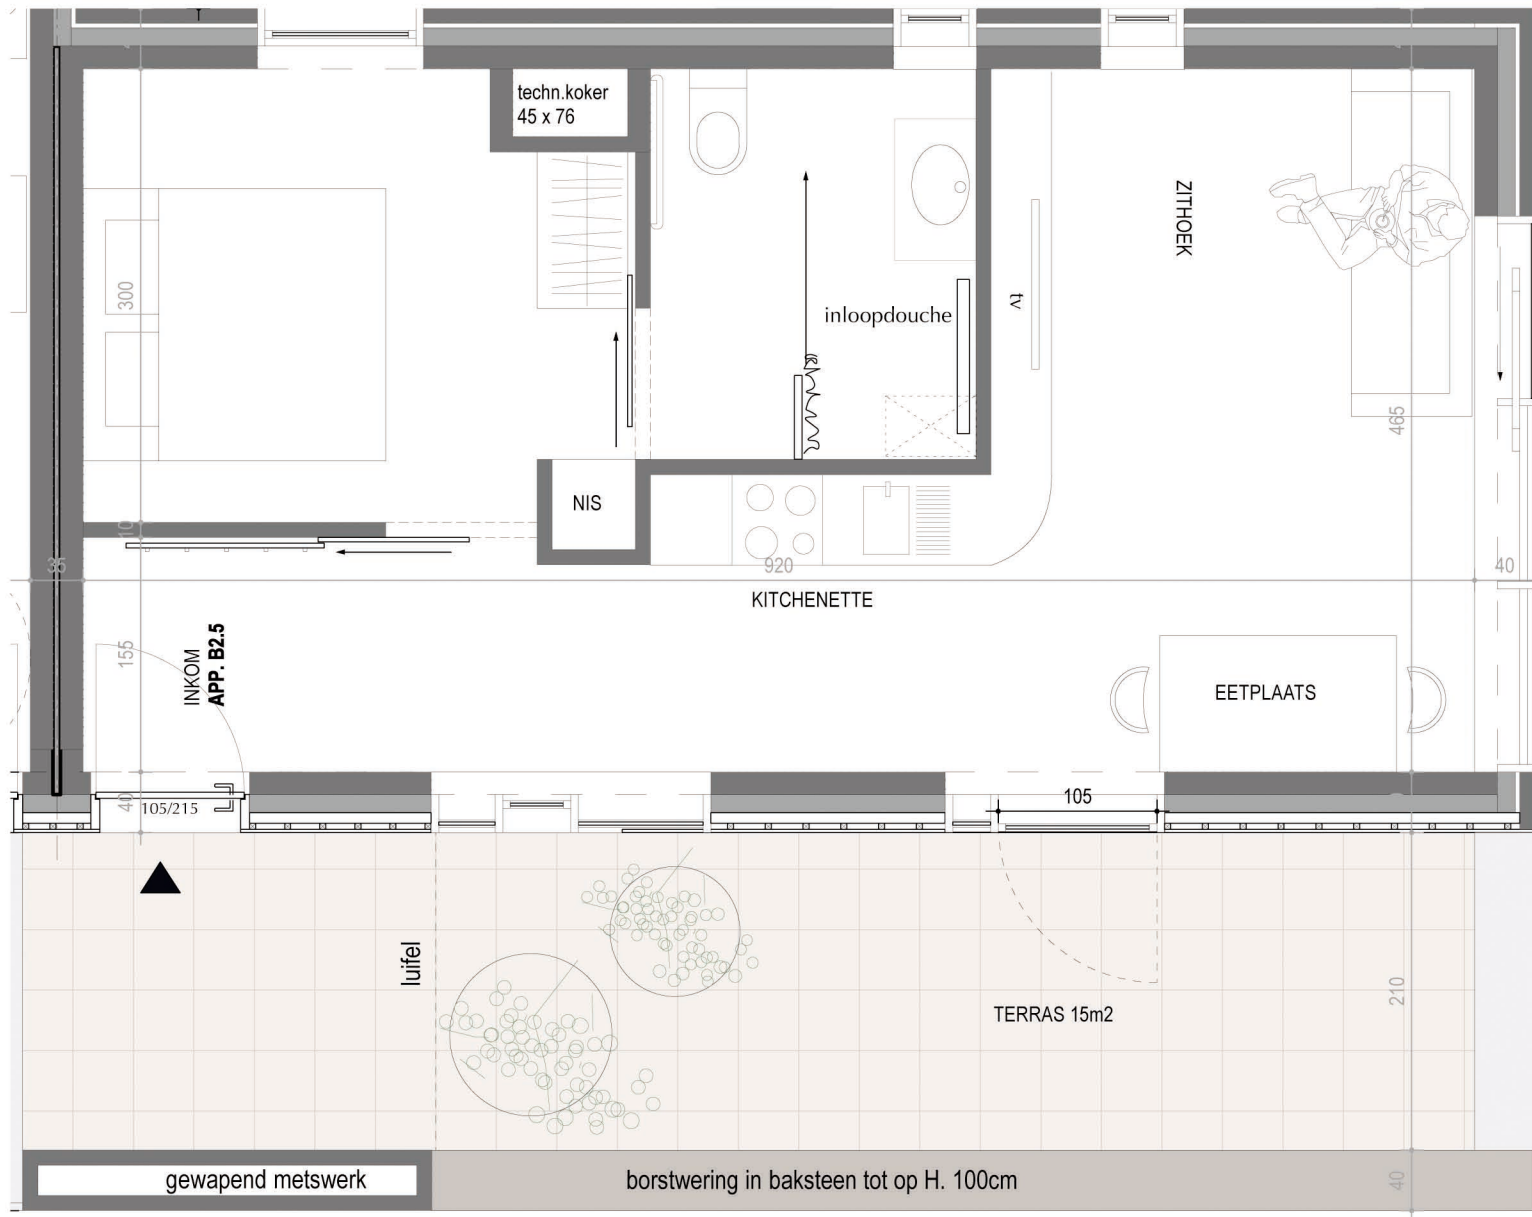 techn.koker
45 x 76
ZITHOEK
300
inloopdouche
tv
465
NIS
10
35
920
40
KITCHENETTE
155
INKOM
APP. B2.5
EETPLAATS
40
105/215
105
luifel
210
TERRAS 15m2
gewapend metswerk
borstwering in baksteen tot op H. 100cm
40